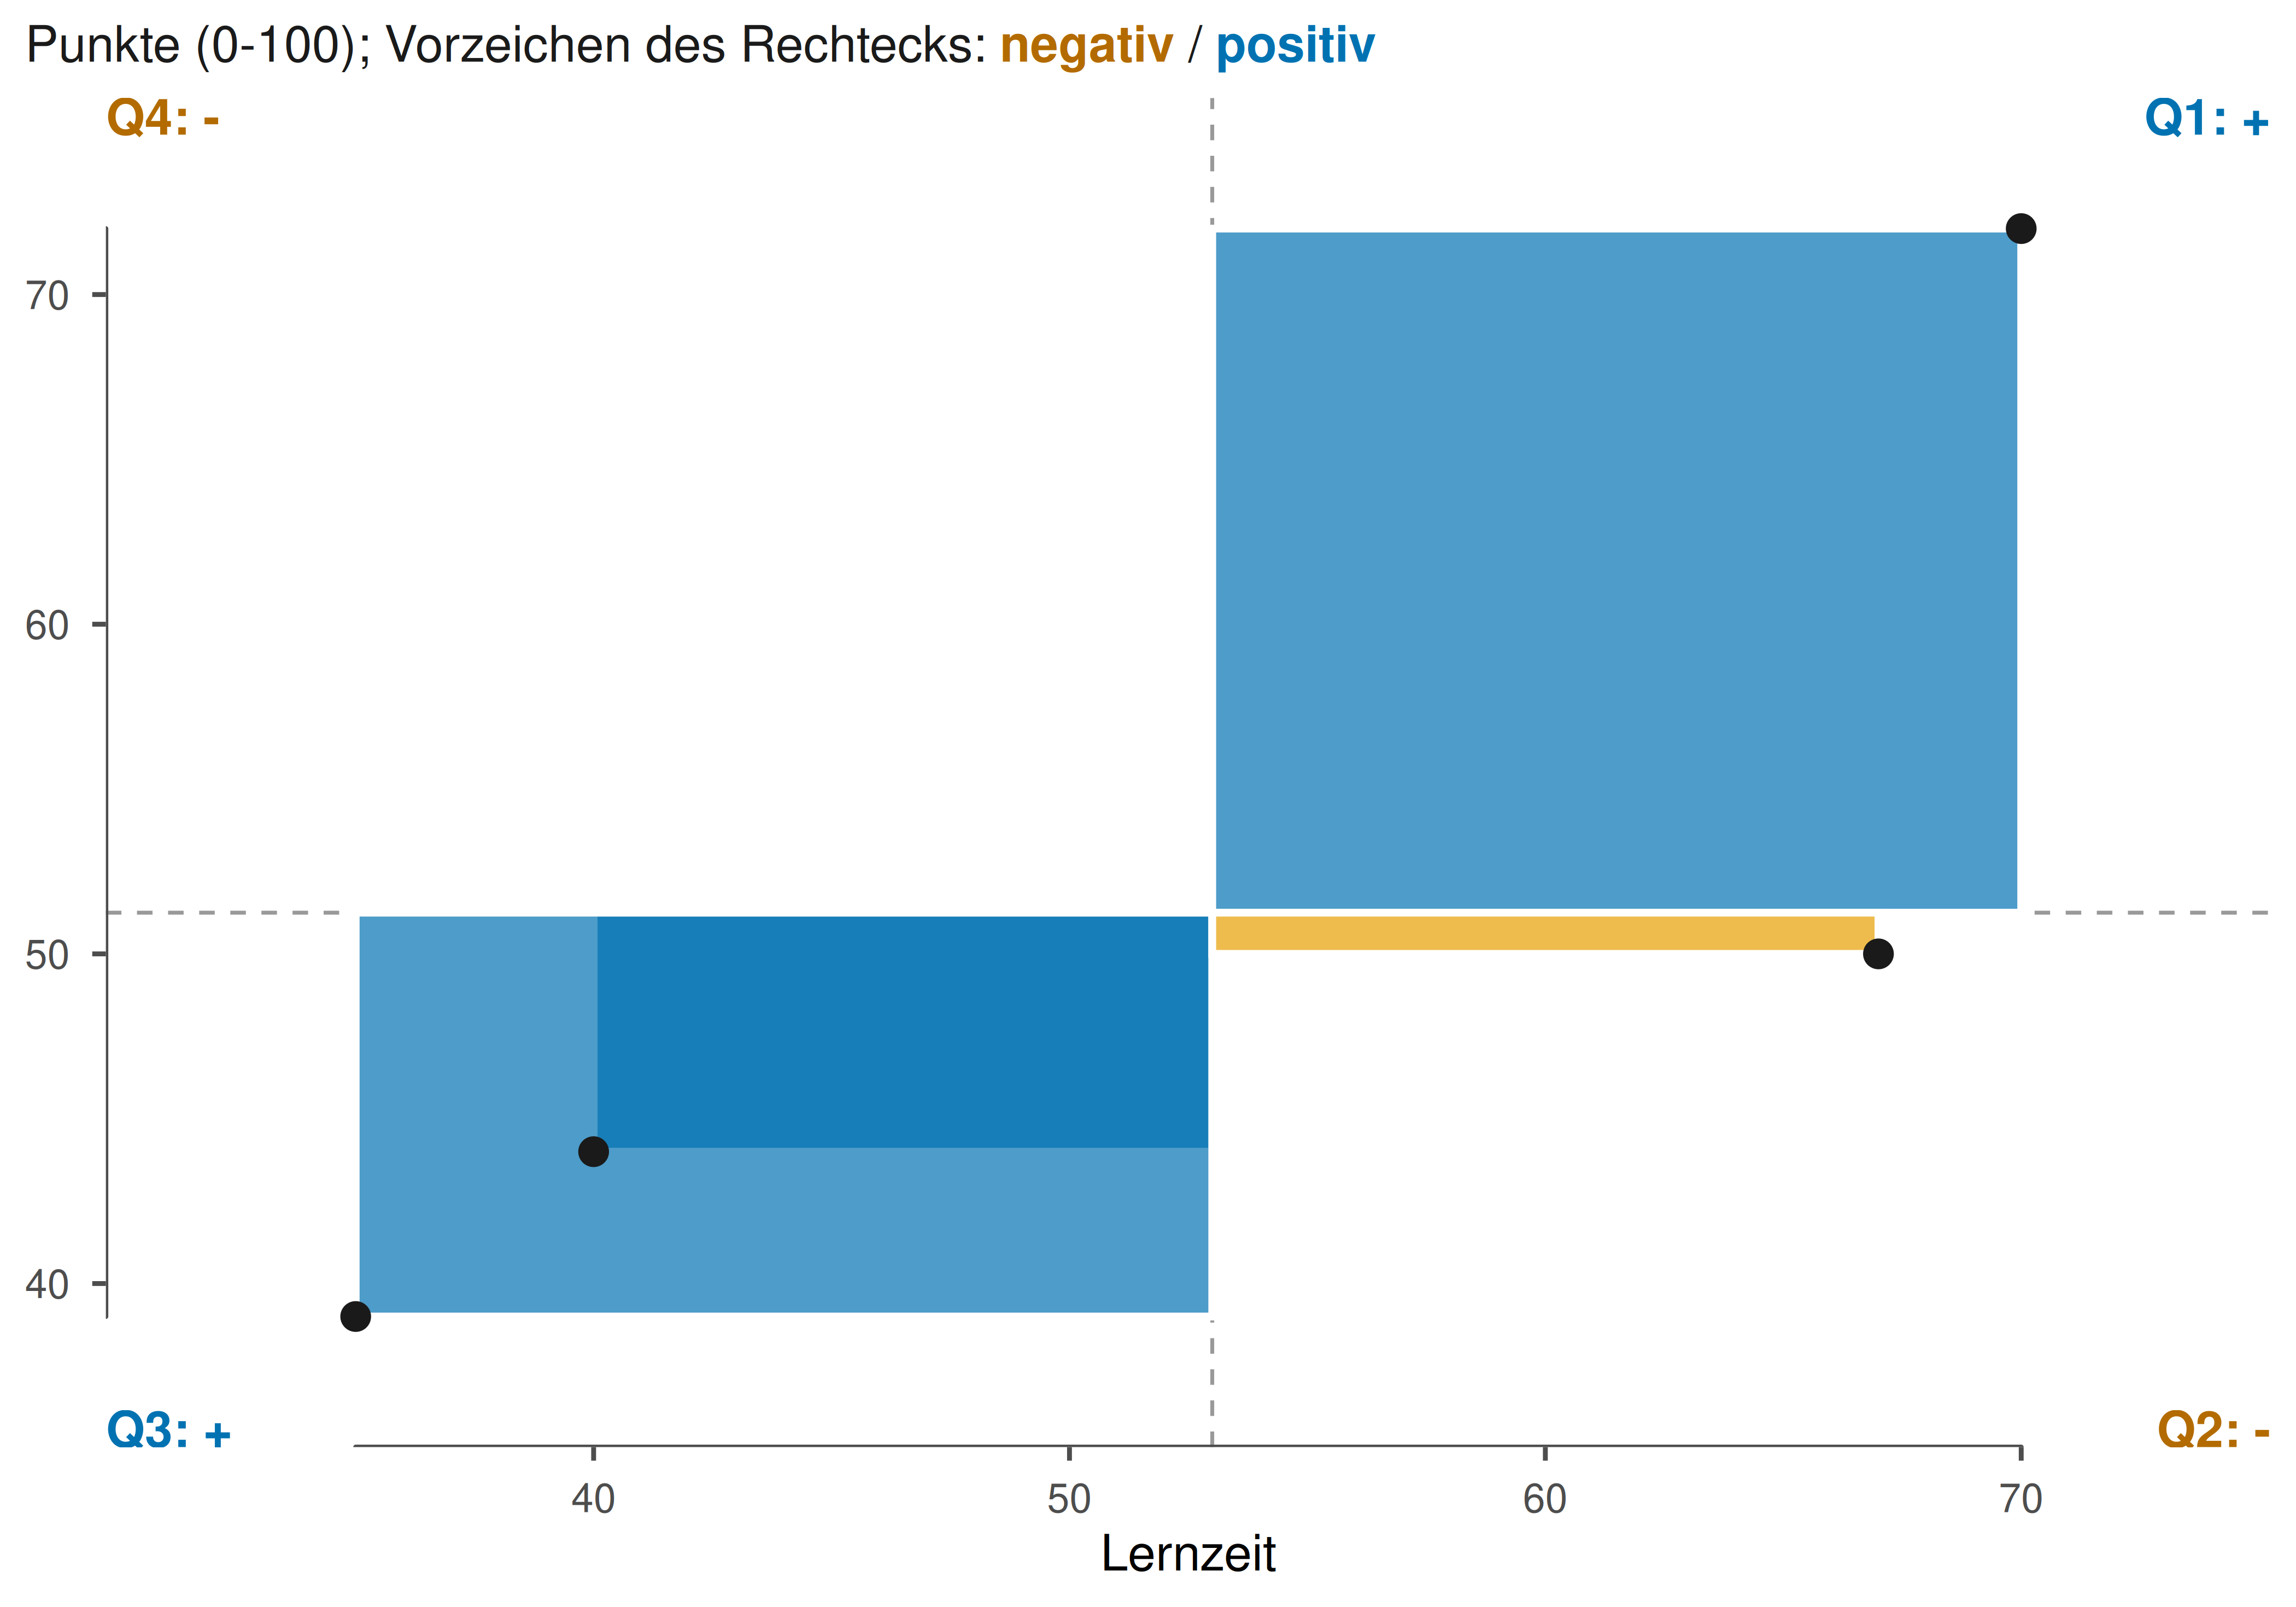 Punkte (0-100); Vorzeichen des Rechtecks: negativ / positiv
Q4: - Q1: +
70
60
50
40
Q3: + Q2: -
40 50 60 70
Lernzeit